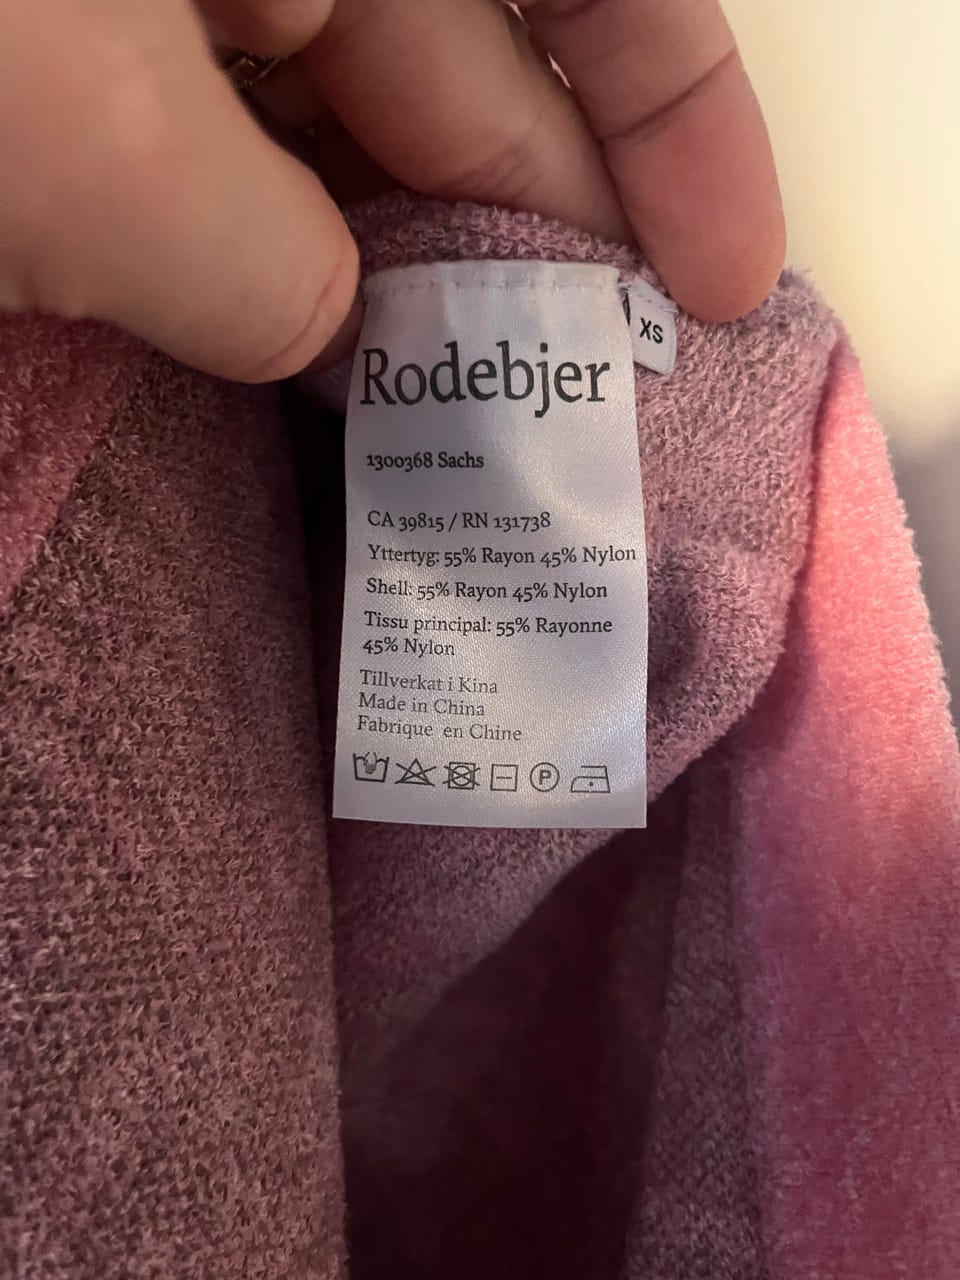 Rodebjer
XS
1300368 Sachs
CA 39815 / RN 131738
Yttertyg: 55% Rayon 45% Nylon
Shell: 55% Rayon 45% Nylon
Tissu principal: 55% Rayonne
45% Nylon
Tillverkat i Kina
Made in China
Fabrique en Chine
P